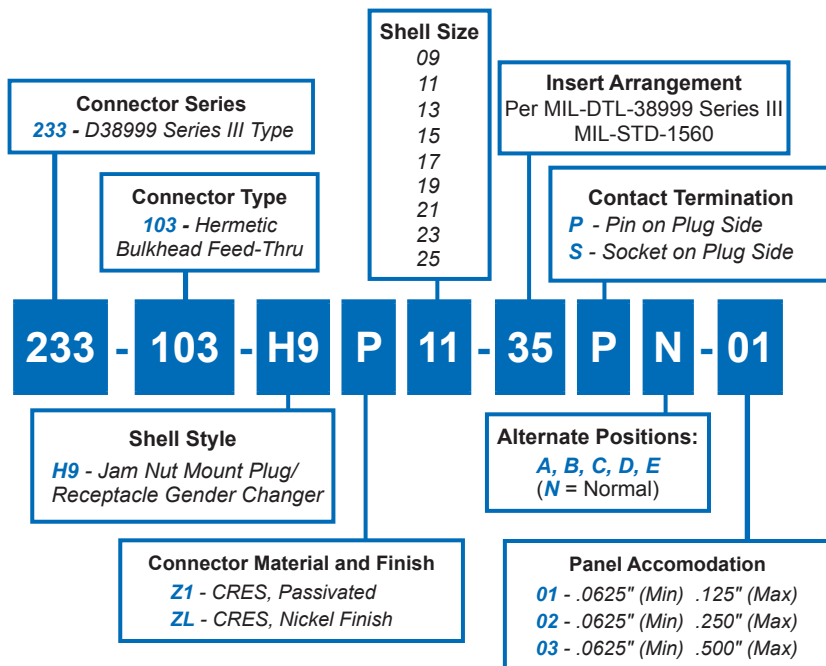 Shell Size
09
11
13
15
17
19
21
23
25
Connector Series
233 - D38999 Series III Type
Insert Arrangement
Per MIL-DTL-38999 Series III
MIL-STD-1560
Connector Type
103 - Hermetic
Bulkhead Feed-Thru
Contact Termination
P - Pin on Plug Side
S - Socket on Plug Side
233 - 103 - H9 P 11 - 35 P N - 01
Shell Style
H9 - Jam Nut Mount Plug/
Receptacle Gender Changer
Alternate Positions:
A, B, C, D, E
(N = Normal)
Connector Material and Finish
Z1 - CRES, Passivated
ZL - CRES, Nickel Finish
Panel Accomodation
01 - .0625" (Min) .125" (Max)
02 - .0625" (Min) .250" (Max)
03 - .0625" (Min) .500" (Max)